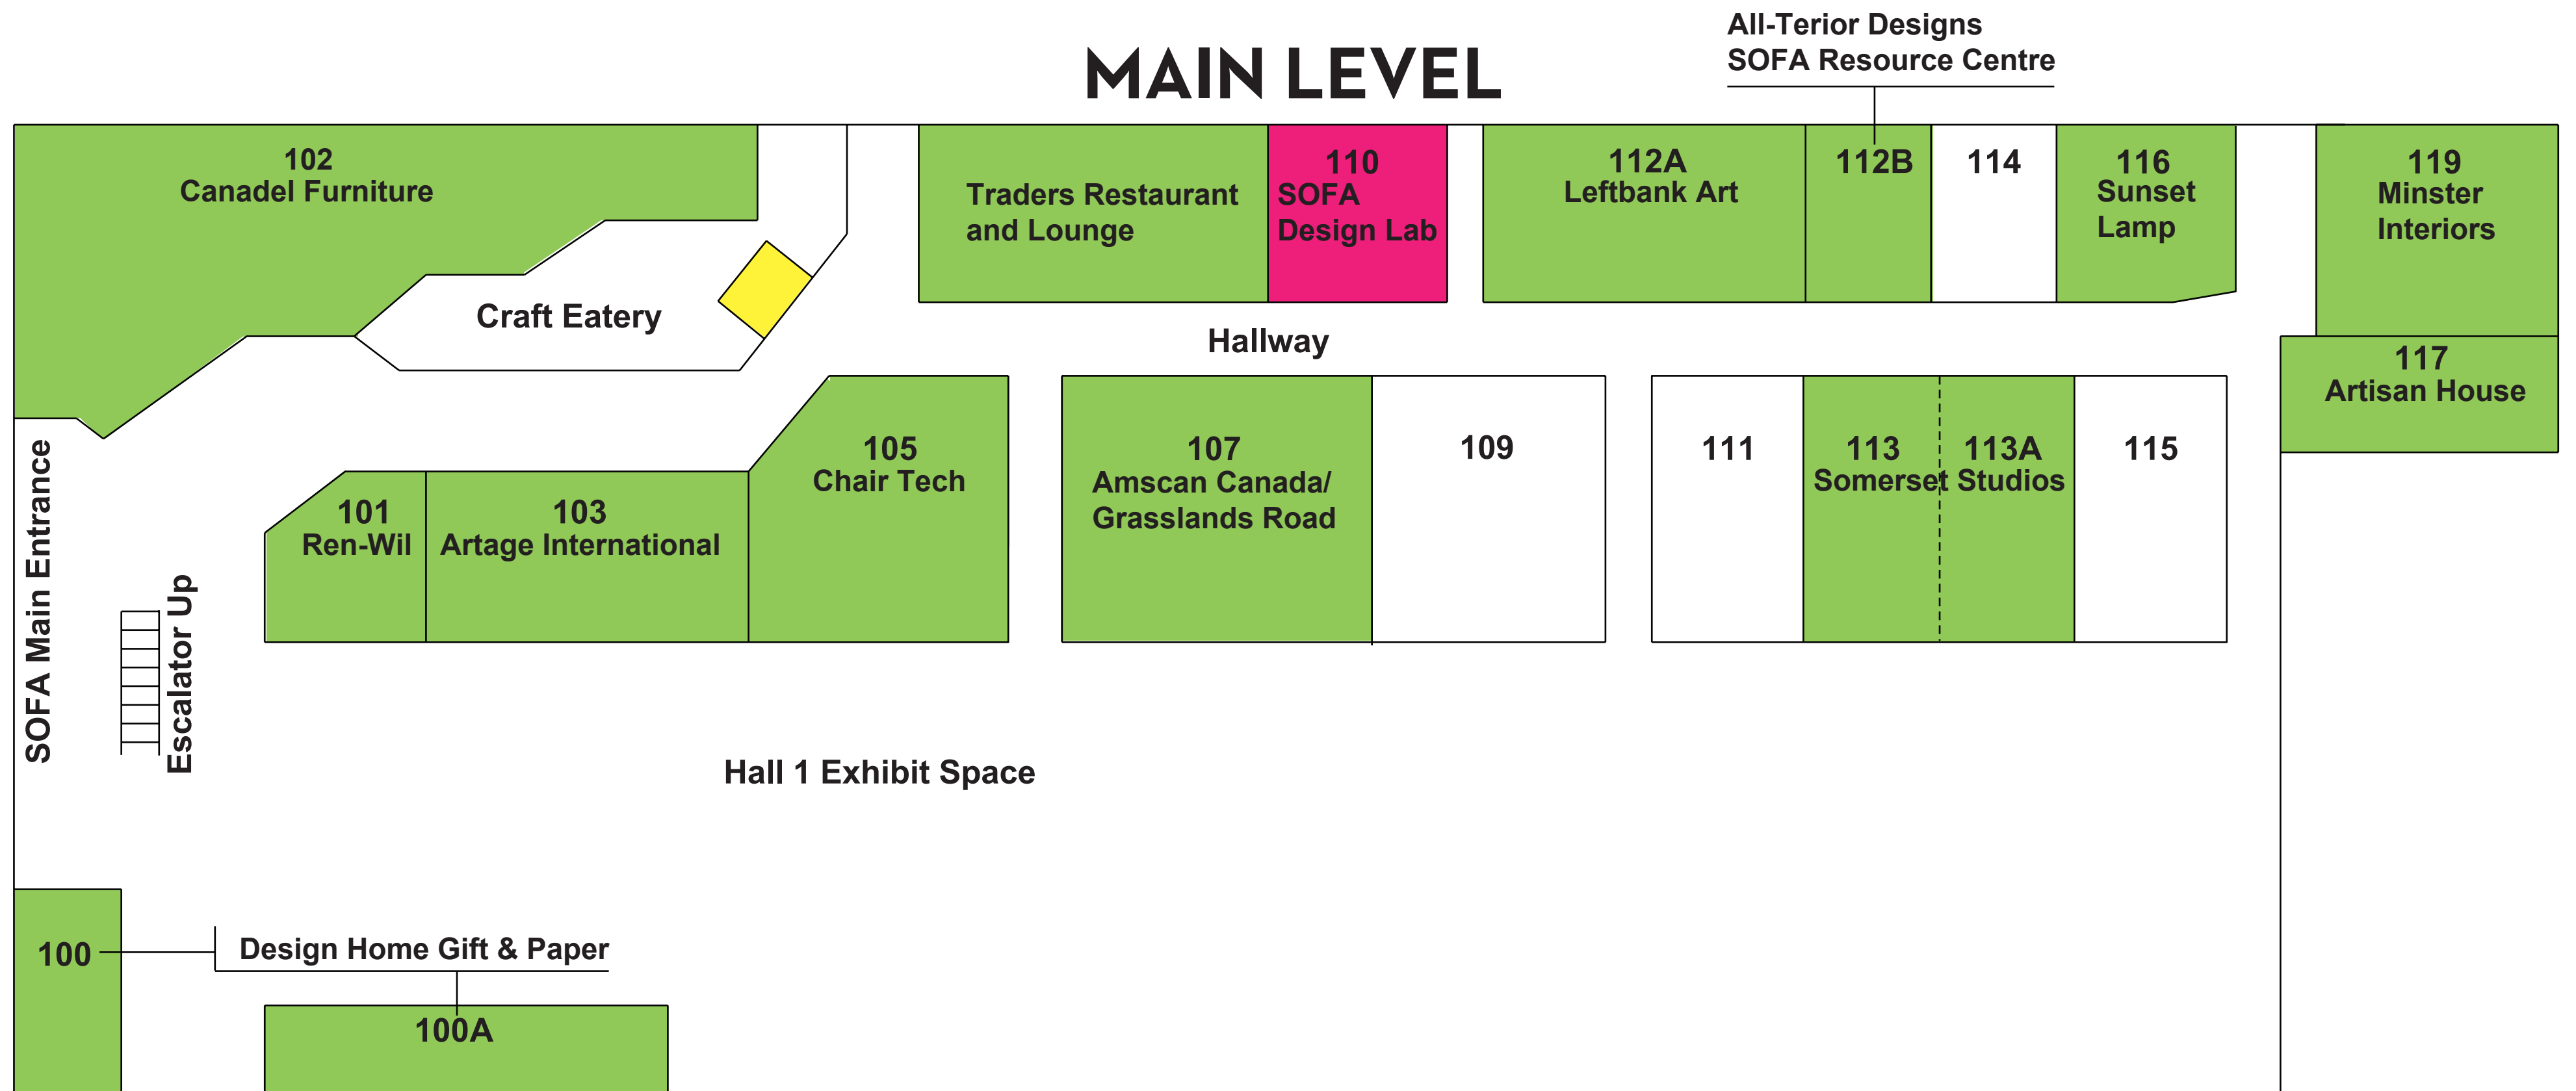 All-Terior Designs
SOFA Resource Centre
MAIN LEVEL
102
Canadel Furniture
Craft Eatery
Traders Restaurant
and Lounge
110
SOFA
Design Lab
112A
Leftbank Art
112B
114
116
Sunset
Lamp
119
Minster
Interiors
Hallway
117
Artisan House
101
Ren-Wil
103
Artage International
105
Chair Tech
107
Amscan Canada/
Grasslands Road
109
111
113
113A
Somerset Studios
115
SOFA Main Entrance
Escalator Up
Hall 1 Exhibit Space
100
Design Home Gift & Paper
100A